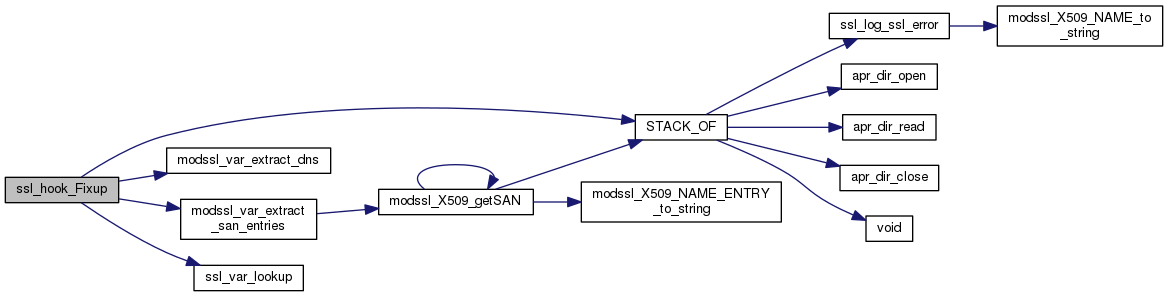 ssl_hook_Fixup
modssl_var_extract_dns
modssl_var_extract
_san_entries
ssl_var_lookup
modssl_X509_getSAN
STACK_OF
modssl_X509_NAME_ENTRY
_to_string
ssl_log_ssl_error
apr_dir_open
apr_dir_read
apr_dir_close
void
modssl_X509_NAME_to
_string